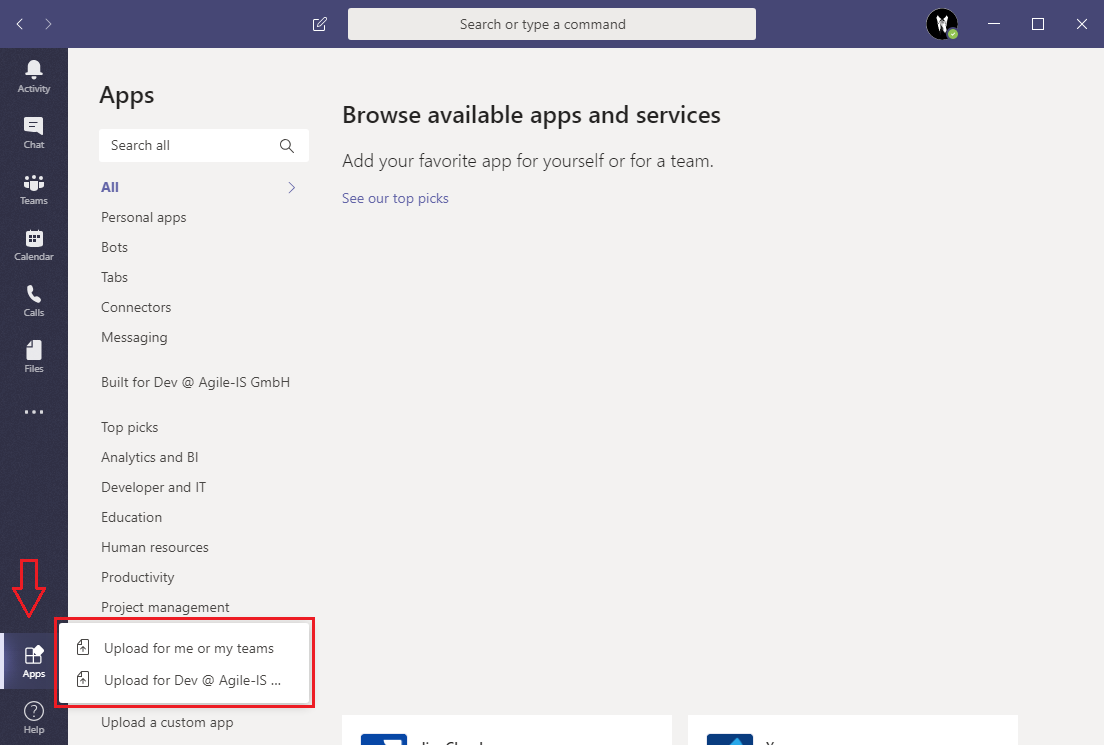 Search or type a command
Activity
Chat
Teams
Calendar
Calls
Files
Apps
Help
Apps
Search all
All
Personal apps
Bots
Tabs
Connectors
Messaging
Built for Dev @ Agile-IS GmbH
Top picks
Analytics and BI
Developer and IT
Education
Human resources
Productivity
Project management
Upload for me or my teams
Upload for Dev @ Agile-IS ...
Upload a custom app
Browse available apps and services
Add your favorite app for yourself or for a team.
See our top picks